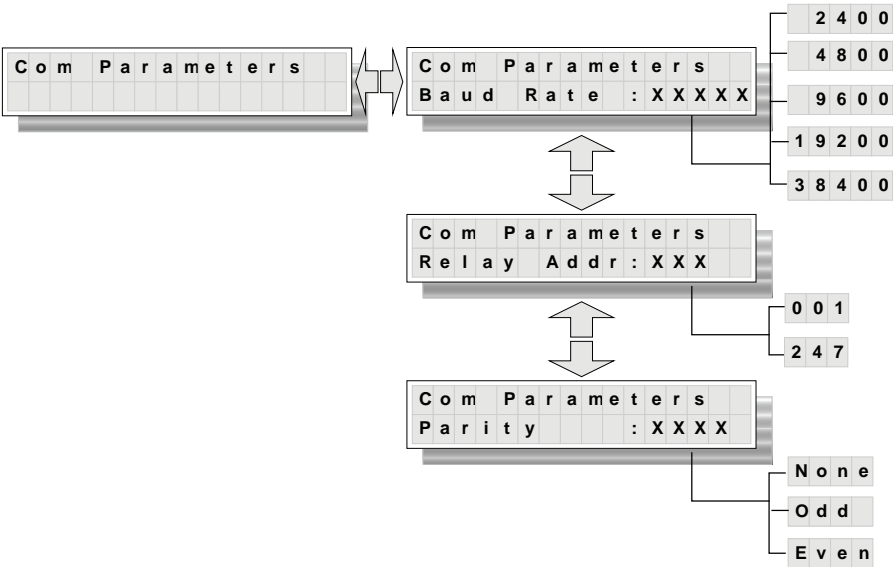 Com Parameters
Com Parameters
Baud Rate :XXXXX
2400
4800
9600
19200
38400
Com Parameters
Relay Addr:XXX
001
247
Com Parameters
Parity :XXXX
None
Odd
Even